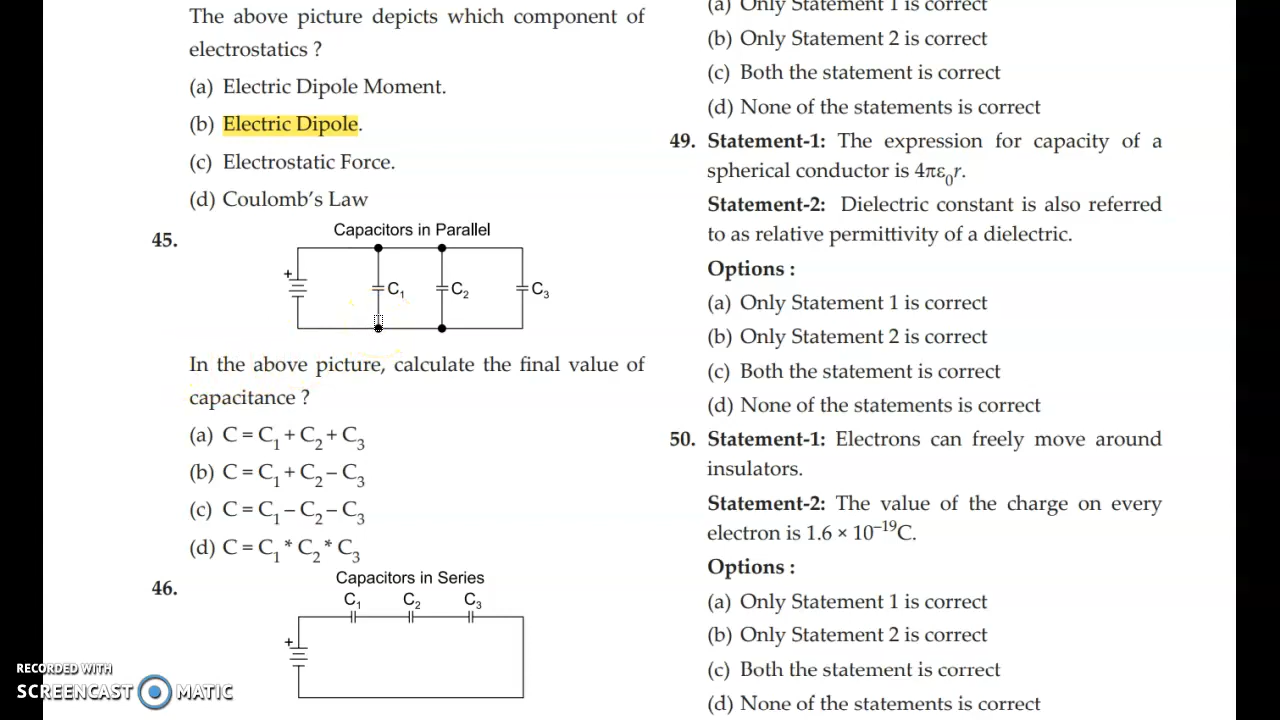 The above picture depicts which component of
electrostatics ?
(a) Electric Dipole Moment.
(b) Electric Dipole.
(c) Electrostatic Force.
(d) Coulomb's Law
45.
Capacitors in Parallel
+
C₁
C₂
C₃
In the above picture, calculate the final value of
capacitance ?
(a) C = C₁ + C₂ + C₃
(b) C = C₁ + C₂ – C₃
(c) C = C₁ – C₂ – C₃
(d) C = C₁ * C₂ * C₃
46.
Capacitors in Series
C₁ C₂ C₃
+
(a) Only Statement 1 is correct
(b) Only Statement 2 is correct
(c) Both the statement is correct
(d) None of the statements is correct
49. Statement-1: The expression for capacity of a
spherical conductor is 4πε₀r.
Statement-2: Dielectric constant is also referred
to as relative permittivity of a dielectric.
Options :
(a) Only Statement 1 is correct
(b) Only Statement 2 is correct
(c) Both the statement is correct
(d) None of the statements is correct
50. Statement-1: Electrons can freely move around
insulators.
Statement-2: The value of the charge on every
electron is 1.6 × 10⁻¹⁹C.
Options :
(a) Only Statement 1 is correct
(b) Only Statement 2 is correct
(c) Both the statement is correct
(d) None of the statements is correct
RECORDED WITH
SCREENCAST MATIC